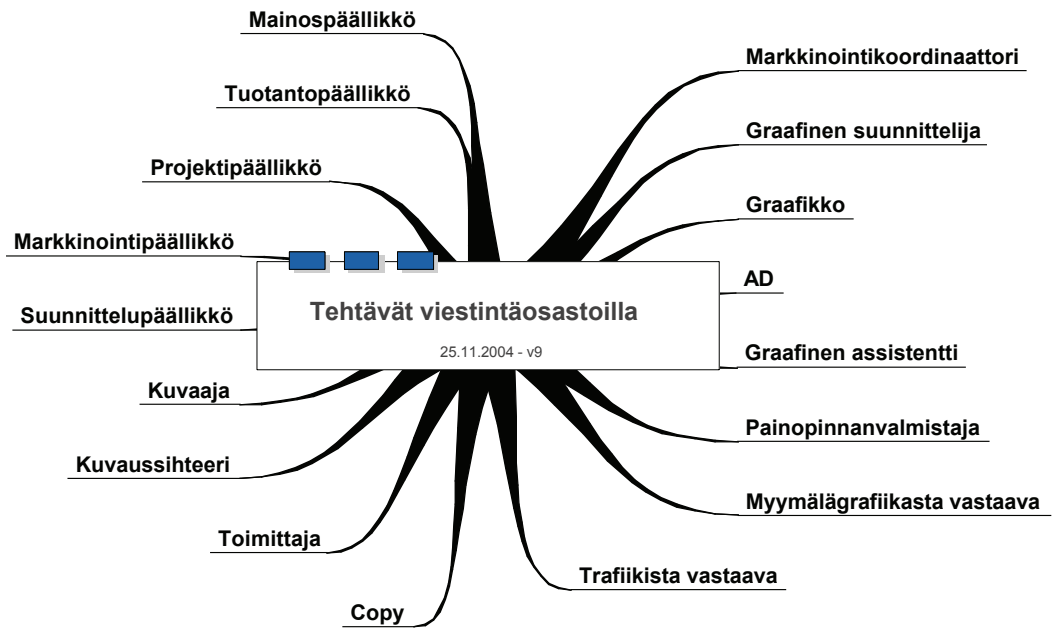 Mainospäällikkö
Markkinointikoordinaattori
Tuotantopäällikkö
Graafinen suunnittelija
Projektipäällikkö
Graafikko
Markkinointipäällikkö
AD
Tehtävät viestintäosastoilla
Suunnittelupäällikkö
25.11.2004 - v9
Graafinen assistentti
Kuvaaja
Painopinnanvalmistaja
Kuvaussihteeri
Myymälägrafiikasta vastaava
Toimittaja
Trafiikista vastaava
Copy